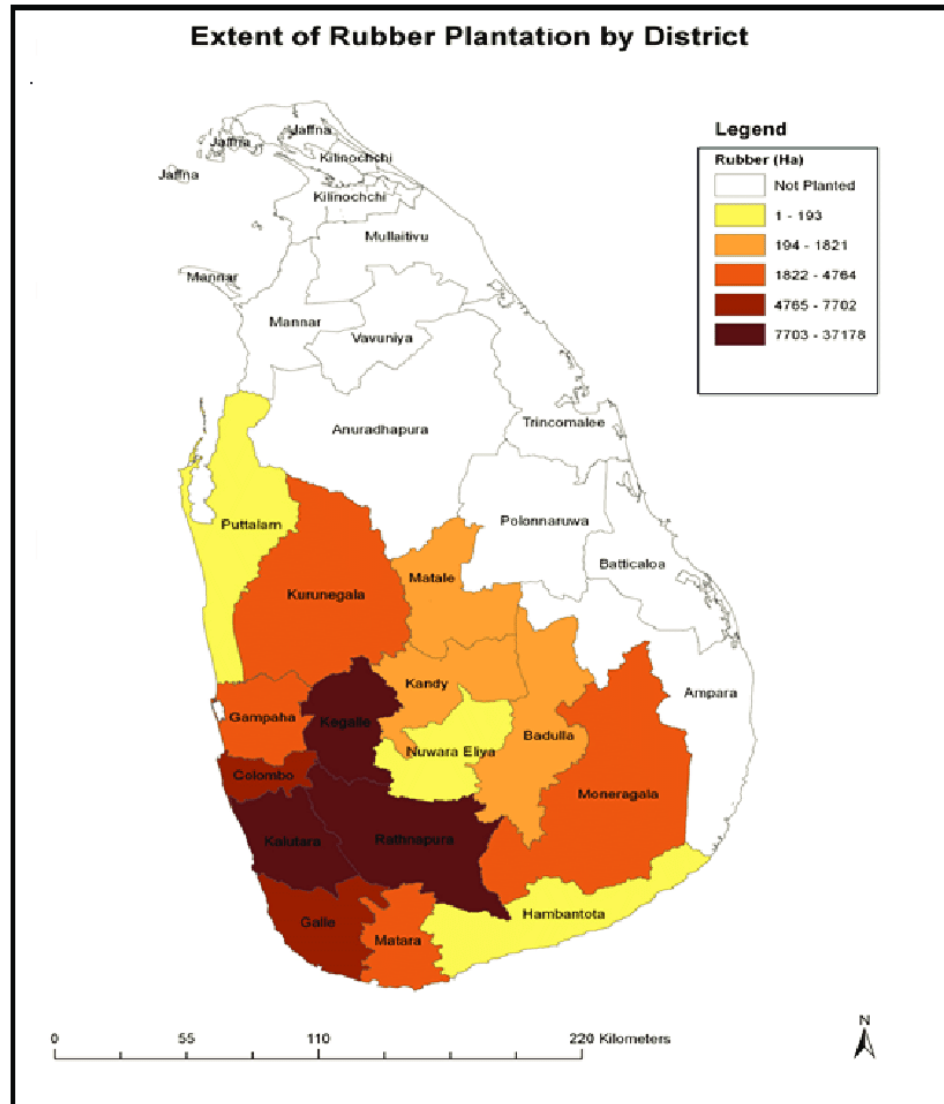 Extent of Rubber Plantation by District
Legend
Rubber (Ha)
Not Planted
1 - 193
194 - 1821
1822 - 4764
4765 - 7702
7703 - 37178
Jaffna
Jaffna
Jaffna
Kilinochchi
Kilinochchi
Mullaitivu
Mannar
Mannar
Vavuniya
Anuradhapura
Trincomalee
Puttalam
Polonnaruwa
Batticaloa
Matale
Kurunegala
Kandy
Ampara
Gampaha
Kegalle
Badulla
Nuwara Eliya
Colombo
Moneragala
Kalutara
Rathnapura
Hambantota
Galle
Matara
N
0 55 110 220 Kilometers